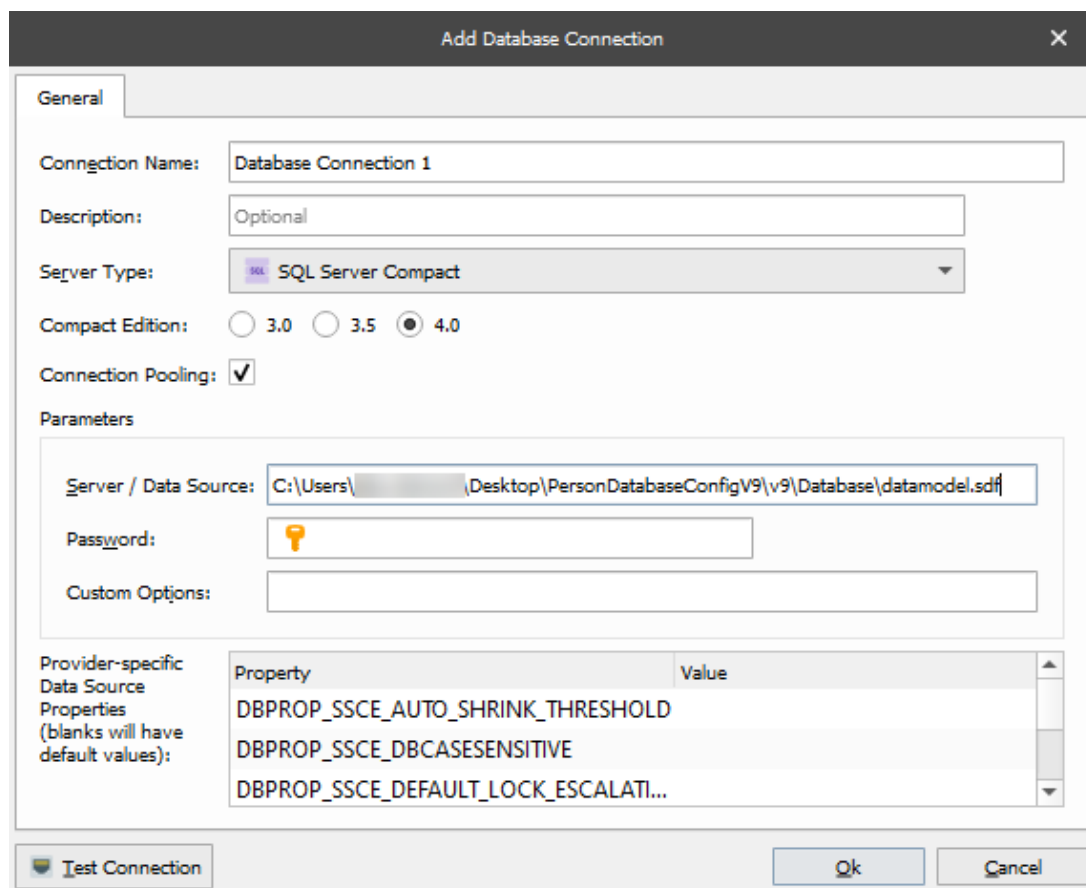 Add Database Connection
General
Connection Name: Database Connection 1
Description: Optional
Server Type: SQL SQL Server Compact
Compact Edition: 3.0 3.5 4.0
Connection Pooling:
Parameters
Server / Data Source: C:\Users\ \Desktop\PersonDatabaseConfigV9\v9\Database\datamodel.sdf
Password:
Custom Options:
Provider-specific
Data Source
Properties
(blanks will have
default values):
Property Value
DBPROP_SSCE_AUTO_SHRINK_THRESHOLD
DBPROP_SSCE_DBCASESENSITIVE
DBPROP_SSCE_DEFAULT_LOCK_ESCALATI...
Test Connection Ok Cancel